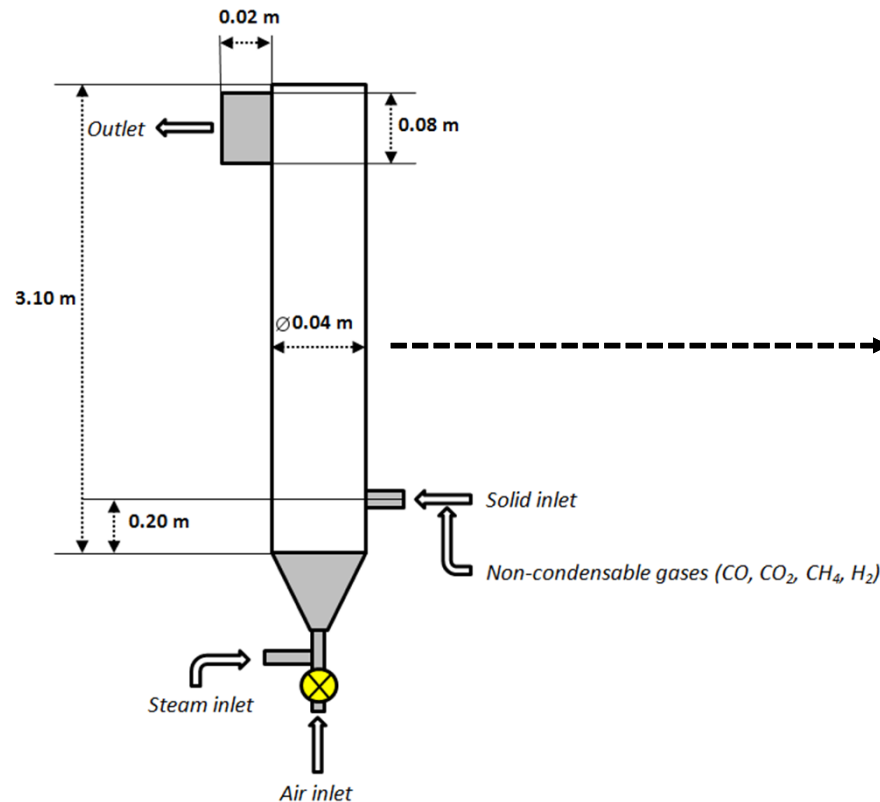 0.02 m
Outlet
0.08 m
3.10 m
∅0.04 m
Solid inlet
0.20 m
Non-condensable gases (CO, CO₂, CH₄, H₂)
Steam inlet
Air inlet